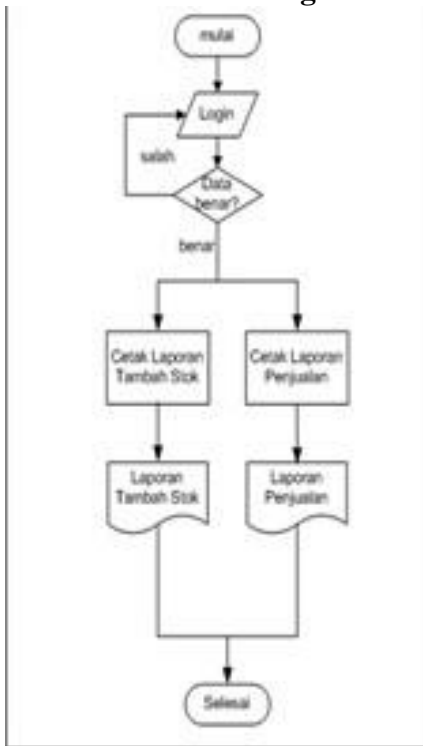 mulai
Login
salah
Data
benar?
benar
Cetak Laporan
Tambah Stok
Cetak Laporan
Penjualan
Laporan
Tambah Stok
Laporan
Penjualan
Selesai